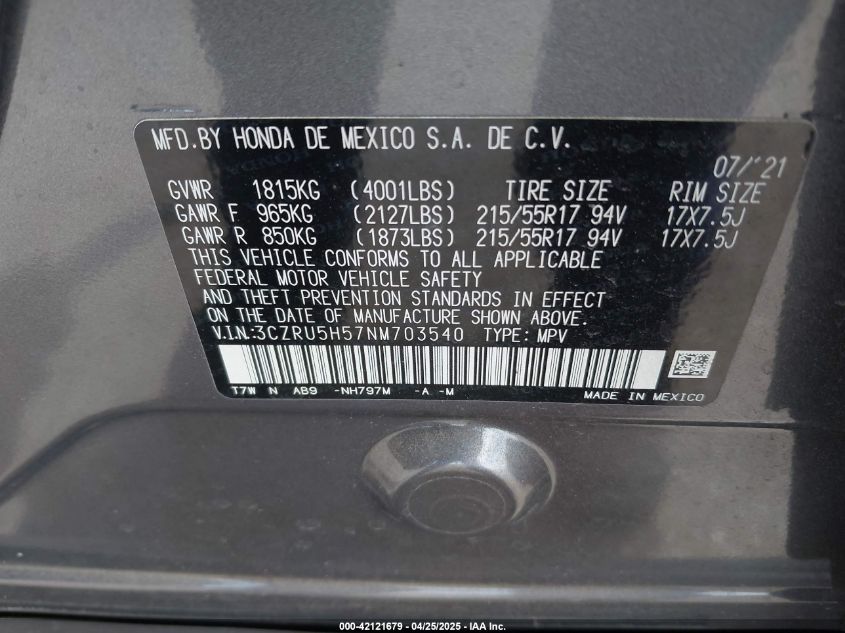 MFD.BY HONDA DE MEXICO S.A. DE C.V.
07/'21
GVWR 1815KG (4001LBS) TIRE SIZE RIM SIZE
GAWR F 965KG (2127LBS) 215/55R17 94V 17X7.5J
GAWR R 850KG (1873LBS) 215/55R17 94V 17X7.5J
THIS VEHICLE CONFORMS TO ALL APPLICABLE
FEDERAL MOTOR VEHICLE SAFETY
AND THEFT PREVENTION STANDARDS IN EFFECT
ON THE DATE OF MANUFACTURE SHOWN ABOVE.
V.I.N.:3CZRU5H57NM703540 TYPE: MPV
T7W N AB9 -NH797M -A -M MADE IN MEXICO
000-42121679 - 04/25/2025 - IAA Inc.